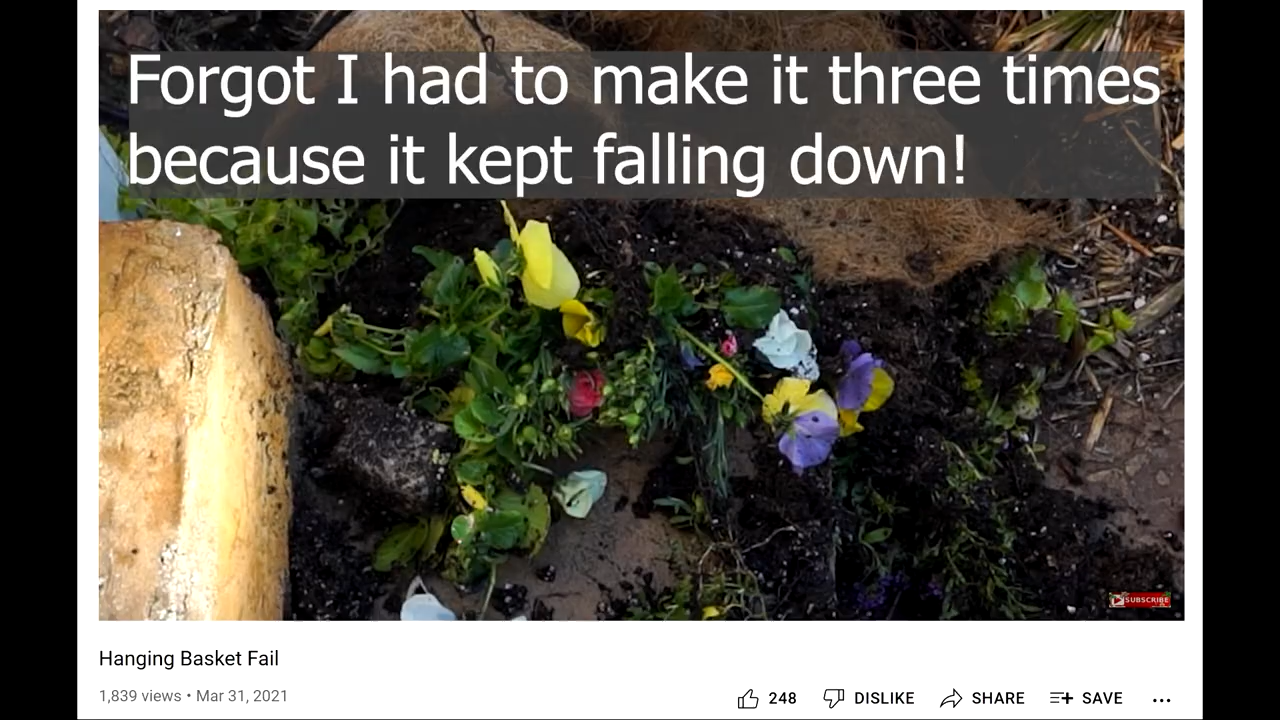 Forgot I had to make it three times
because it kept falling down!
SUBSCRIBE
Hanging Basket Fail
1,839 views • Mar 31, 2021
248 DISLIKE SHARE SAVE ...